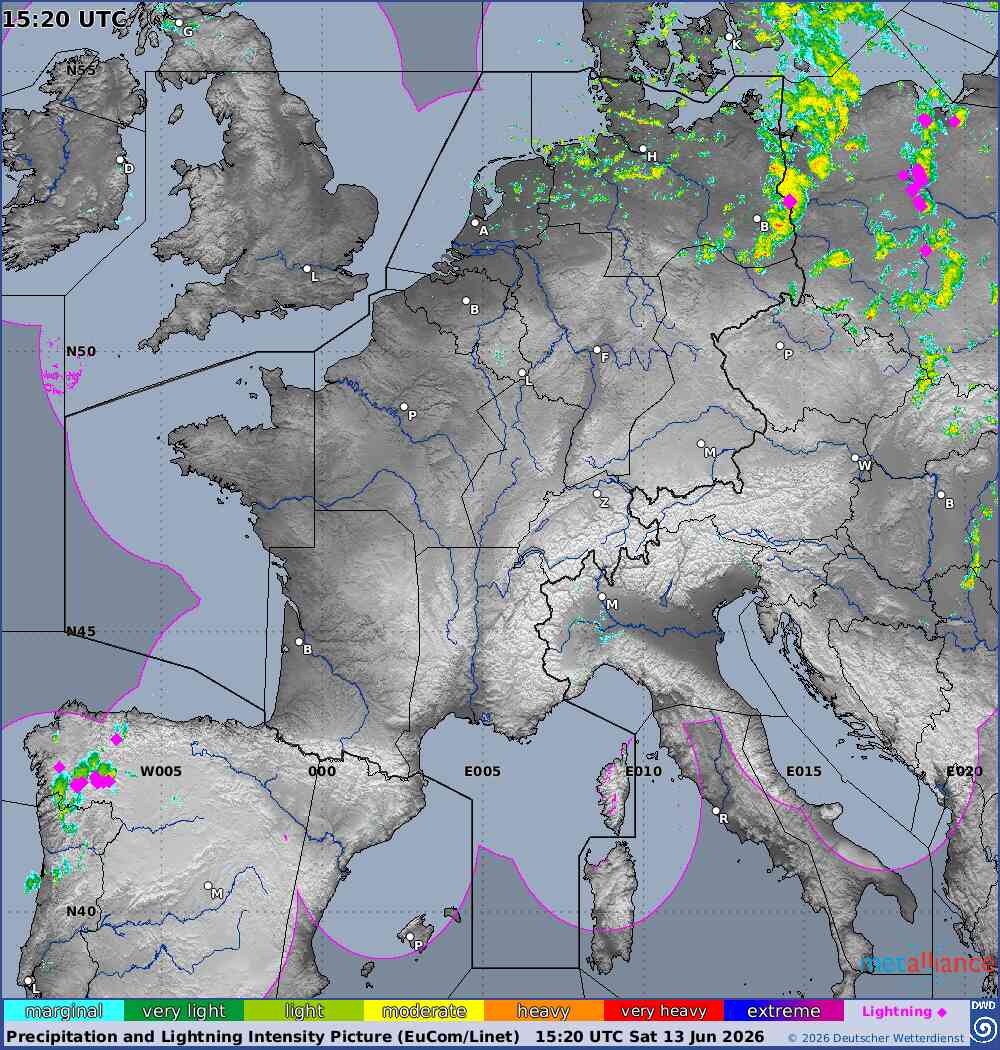 15:20 UTC
G
K
N55
H
D
B
A
L
B
N50
F
P
L
P
M
W
Z
B
M
N45
B
W005
000
E005
E010
E015
E020
R
M
N40
P
metalliance
L
marginal very light light moderate heavy very heavy extreme Lightning
DWD
Precipitation and Lightning Intensity Picture (EuCom/Linet) 15:20 UTC Sat 13 Jun 2026 © 2026 Deutscher Wetterdienst